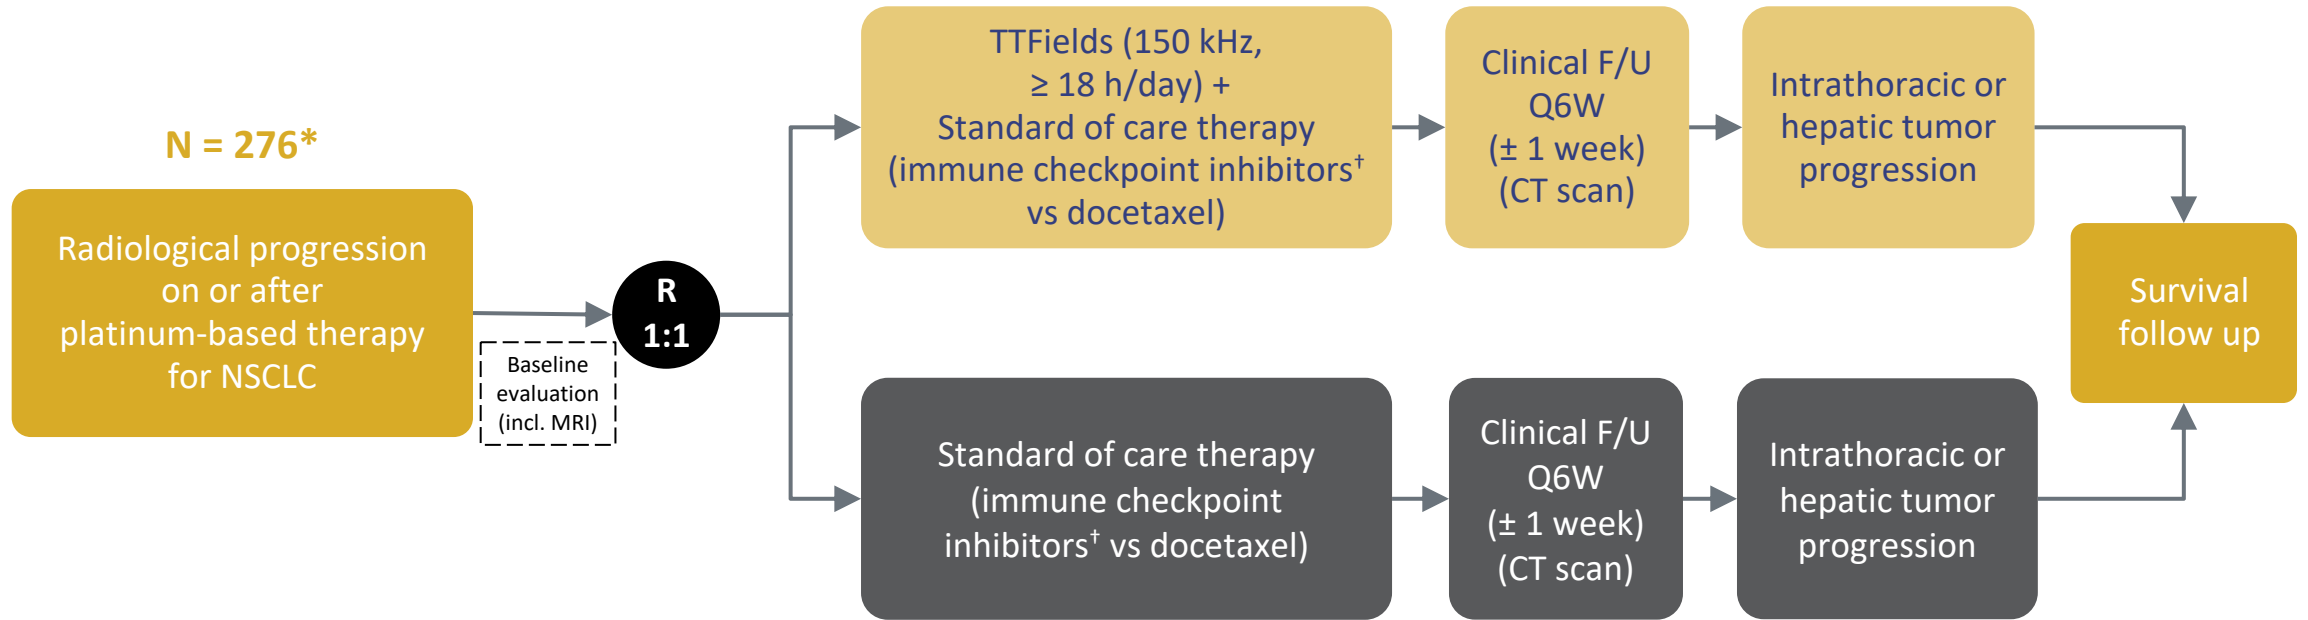 N = 276*
Radiological progression
on or after
platinum-based therapy
for NSCLC
Baseline
evaluation
(incl. MRI)
R
1:1
TTFields (150 kHz,
≥ 18 h/day) +
Standard of care therapy
(immune checkpoint inhibitors†
vs docetaxel)
Clinical F/U
Q6W
(± 1 week)
(CT scan)
Intrathoracic or
hepatic tumor
progression
Standard of care therapy
(immune checkpoint
inhibitors† vs docetaxel)
Clinical F/U
Q6W
(± 1 week)
(CT scan)
Intrathoracic or
hepatic tumor
progression
Survival
follow up